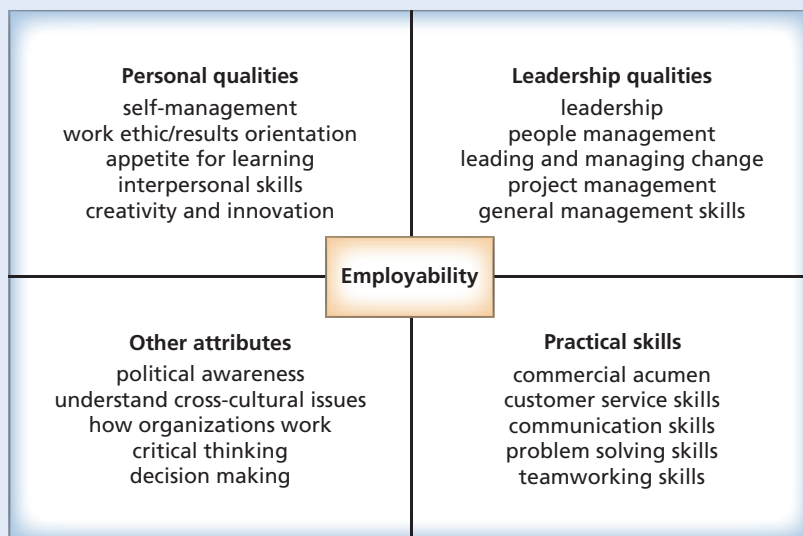 Personal qualities
self-management
work ethic/results orientation
appetite for learning
interpersonal skills
creativity and innovation
Leadership qualities
leadership
people management
leading and managing change
project management
general management skills
Employability
Other attributes
political awareness
understand cross-cultural issues
how organizations work
critical thinking
decision making
Practical skills
commercial acumen
customer service skills
communication skills
problem solving skills
teamworking skills